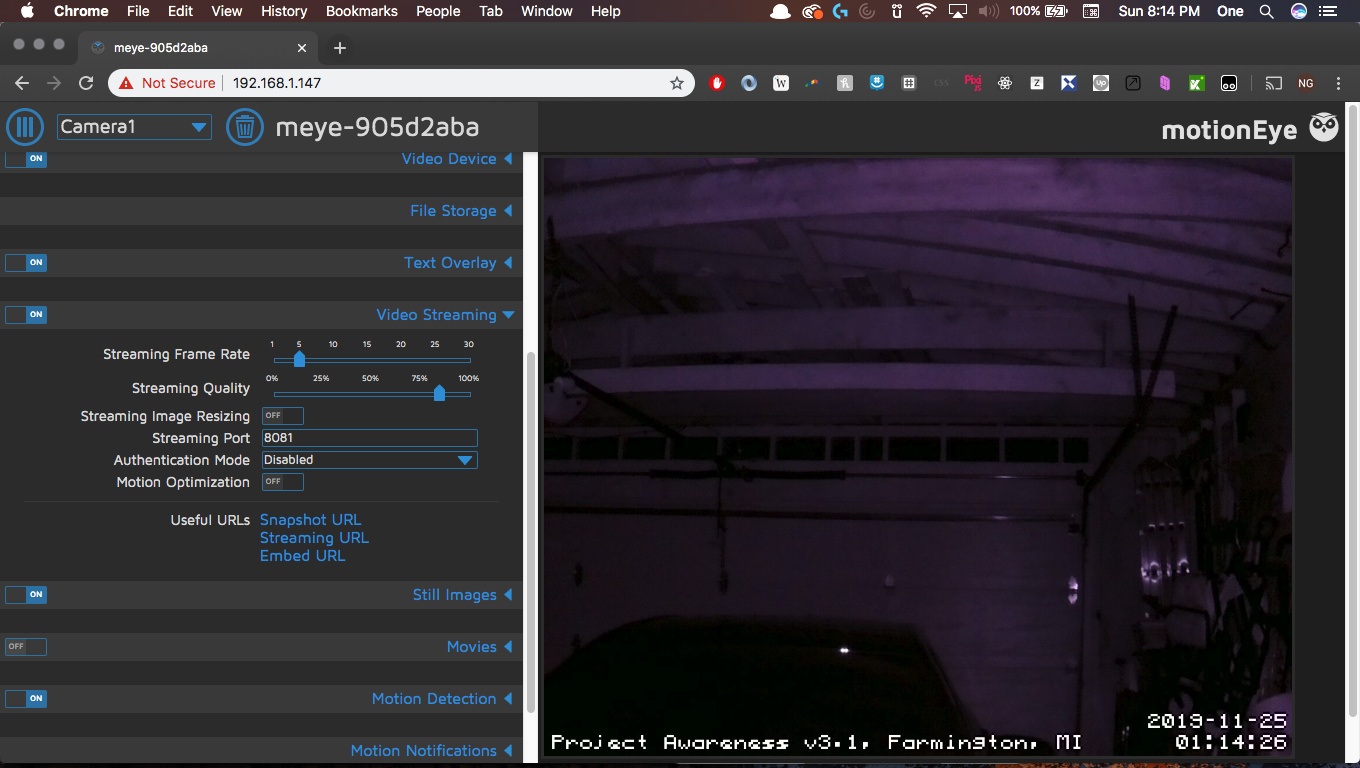 Chrome File Edit View History Bookmarks People Tab Window Help 100% Sun 8:14 PM One
meye-905d2aba
Not Secure 192.168.1.147 NG
Camera1 meye-905d2aba motionEye
ON Video Device
File Storage
ON Text Overlay
ON Video Streaming
1 5 10 15 20 25 30
Streaming Frame Rate
0% 25% 50% 75% 100%
Streaming Quality
Streaming Image Resizing OFF
Streaming Port 8081
Authentication Mode Disabled
Motion Optimization OFF
Useful URLs Snapshot URL
Streaming URL
Embed URL
ON Still Images
OFF Movies
ON Motion Detection
Motion Notifications
2019-11-25
Project Awareness v3.1, Farmington, MI 01:14:26